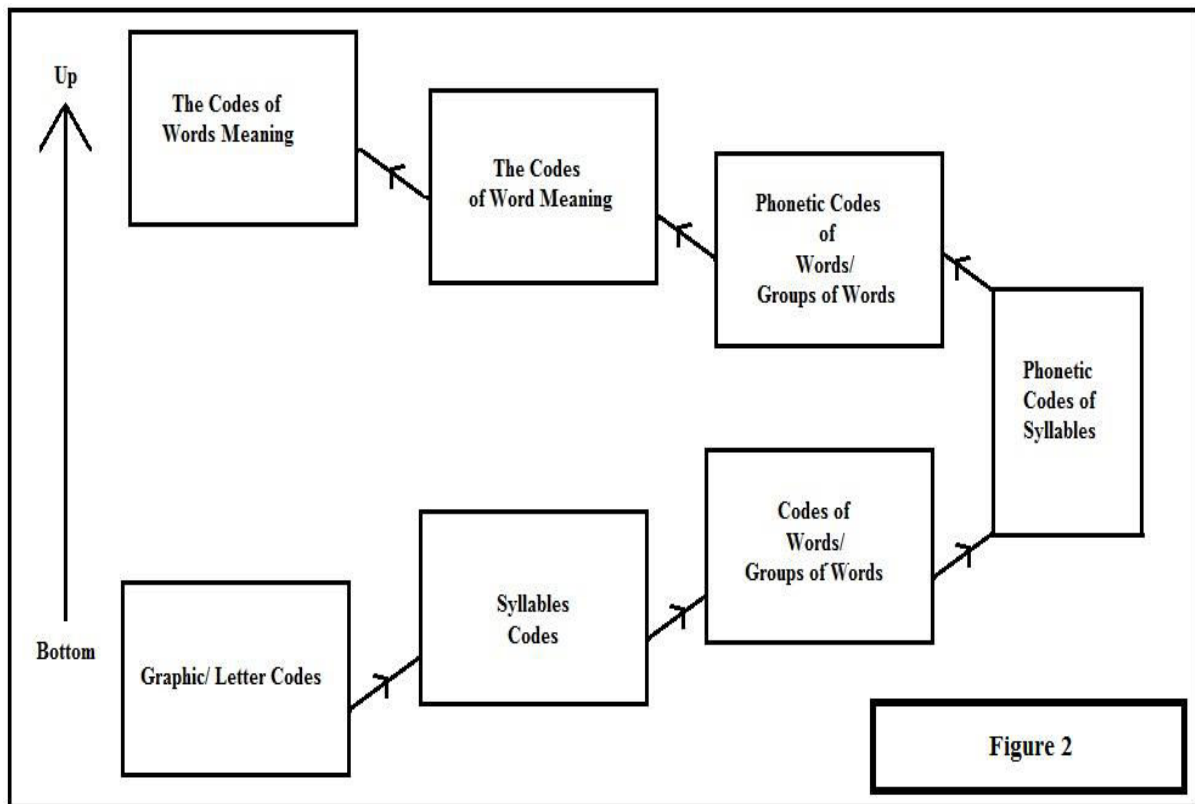 Up
The Codes of
Words Meaning
The Codes
of Word Meaning
Phonetic Codes
of
Words/
Groups of Words
Phonetic
Codes of
Syllables
Codes of
Words/
Groups of Words
Syllables
Codes
Bottom
Graphic/ Letter Codes
Figure 2